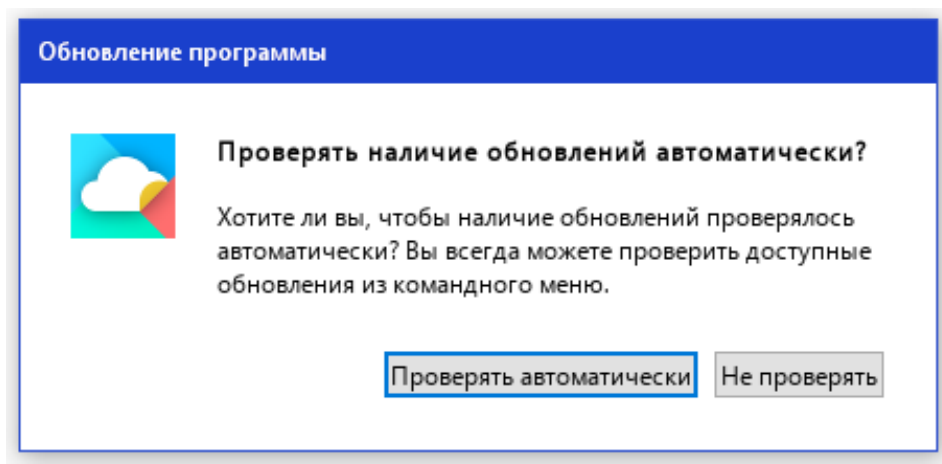 Обновление программы
Проверять наличие обновлений автоматически?
Хотите ли вы, чтобы наличие обновлений проверялось
автоматически? Вы всегда можете проверить доступные
обновления из командного меню.
Проверять автоматически Не проверять